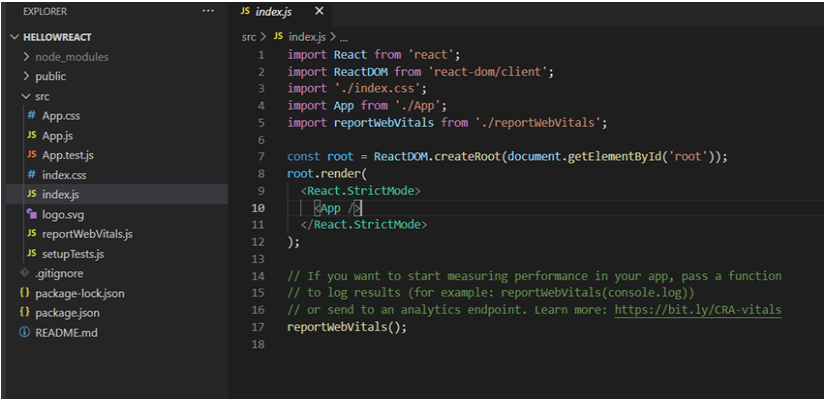 EXPLORER
...
HELLOWREACT
node_modules
public
src
# App.css
JS App.js
JS App.test.js
# index.css
JS index.js
logo.svg
JS reportWebVitals.js
JS setupTests.js
.gitignore
{} package-lock.json
{} package.json
README.md
JS index.js ×
src > JS index.js > ...
1 import React from 'react';
2 import ReactDOM from 'react-dom/client';
3 import './index.css';
4 import App from './App';
5 import reportWebVitals from './reportWebVitals';
6
7 const root = ReactDOM.createRoot(document.getElementById('root'));
8 root.render(
9   <React.StrictMode>
10     <App />
11   </React.StrictMode>
12 );
13
14 // If you want to start measuring performance in your app, pass a function
15 // to log results (for example: reportWebVitals(console.log))
16 // or send to an analytics endpoint. Learn more: https://bit.ly/CRA-vitals
17 reportWebVitals();
18